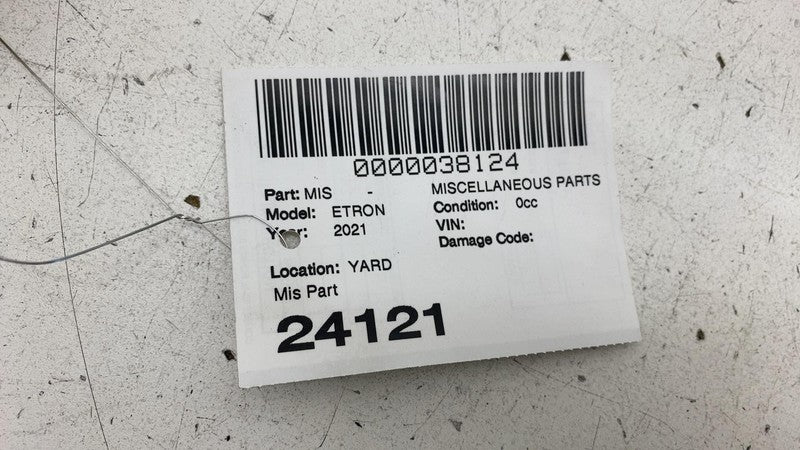 0000038124
Part: MIS - MISCELLANEOUS PARTS
Model: ETRON Condition: 0cc
Year: 2021 VIN:
Damage Code:
Location: YARD
Mis Part
24121